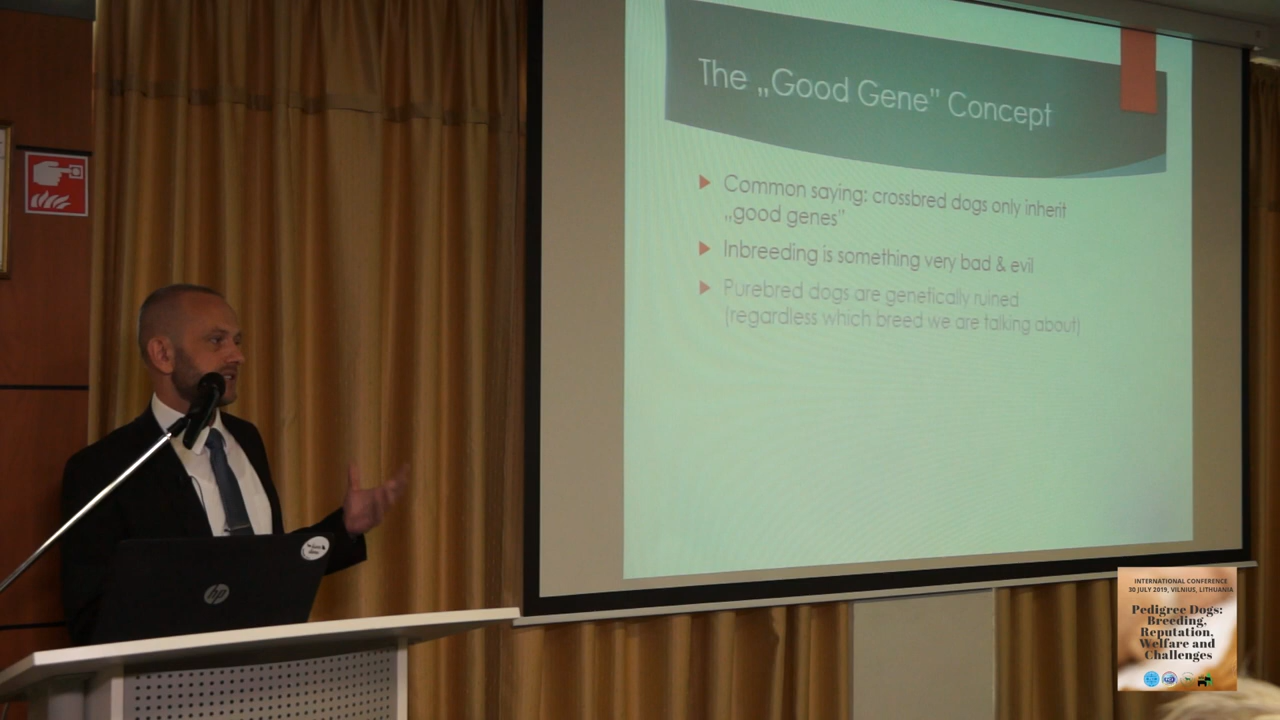 The „Good Gene” Concept
Common saying: crossbred dogs only inherit
„good genes”
Inbreeding is something very bad & evil
Purebred dogs are genetically ruined
(regardless which breed we are talking about)
hp
INTERNATIONAL CONFERENCE
30 JULY 2019, VILNIUS, LITHUANIA
Pedigree Dogs:
Breeding,
Reputation,
Welfare and
Challenges